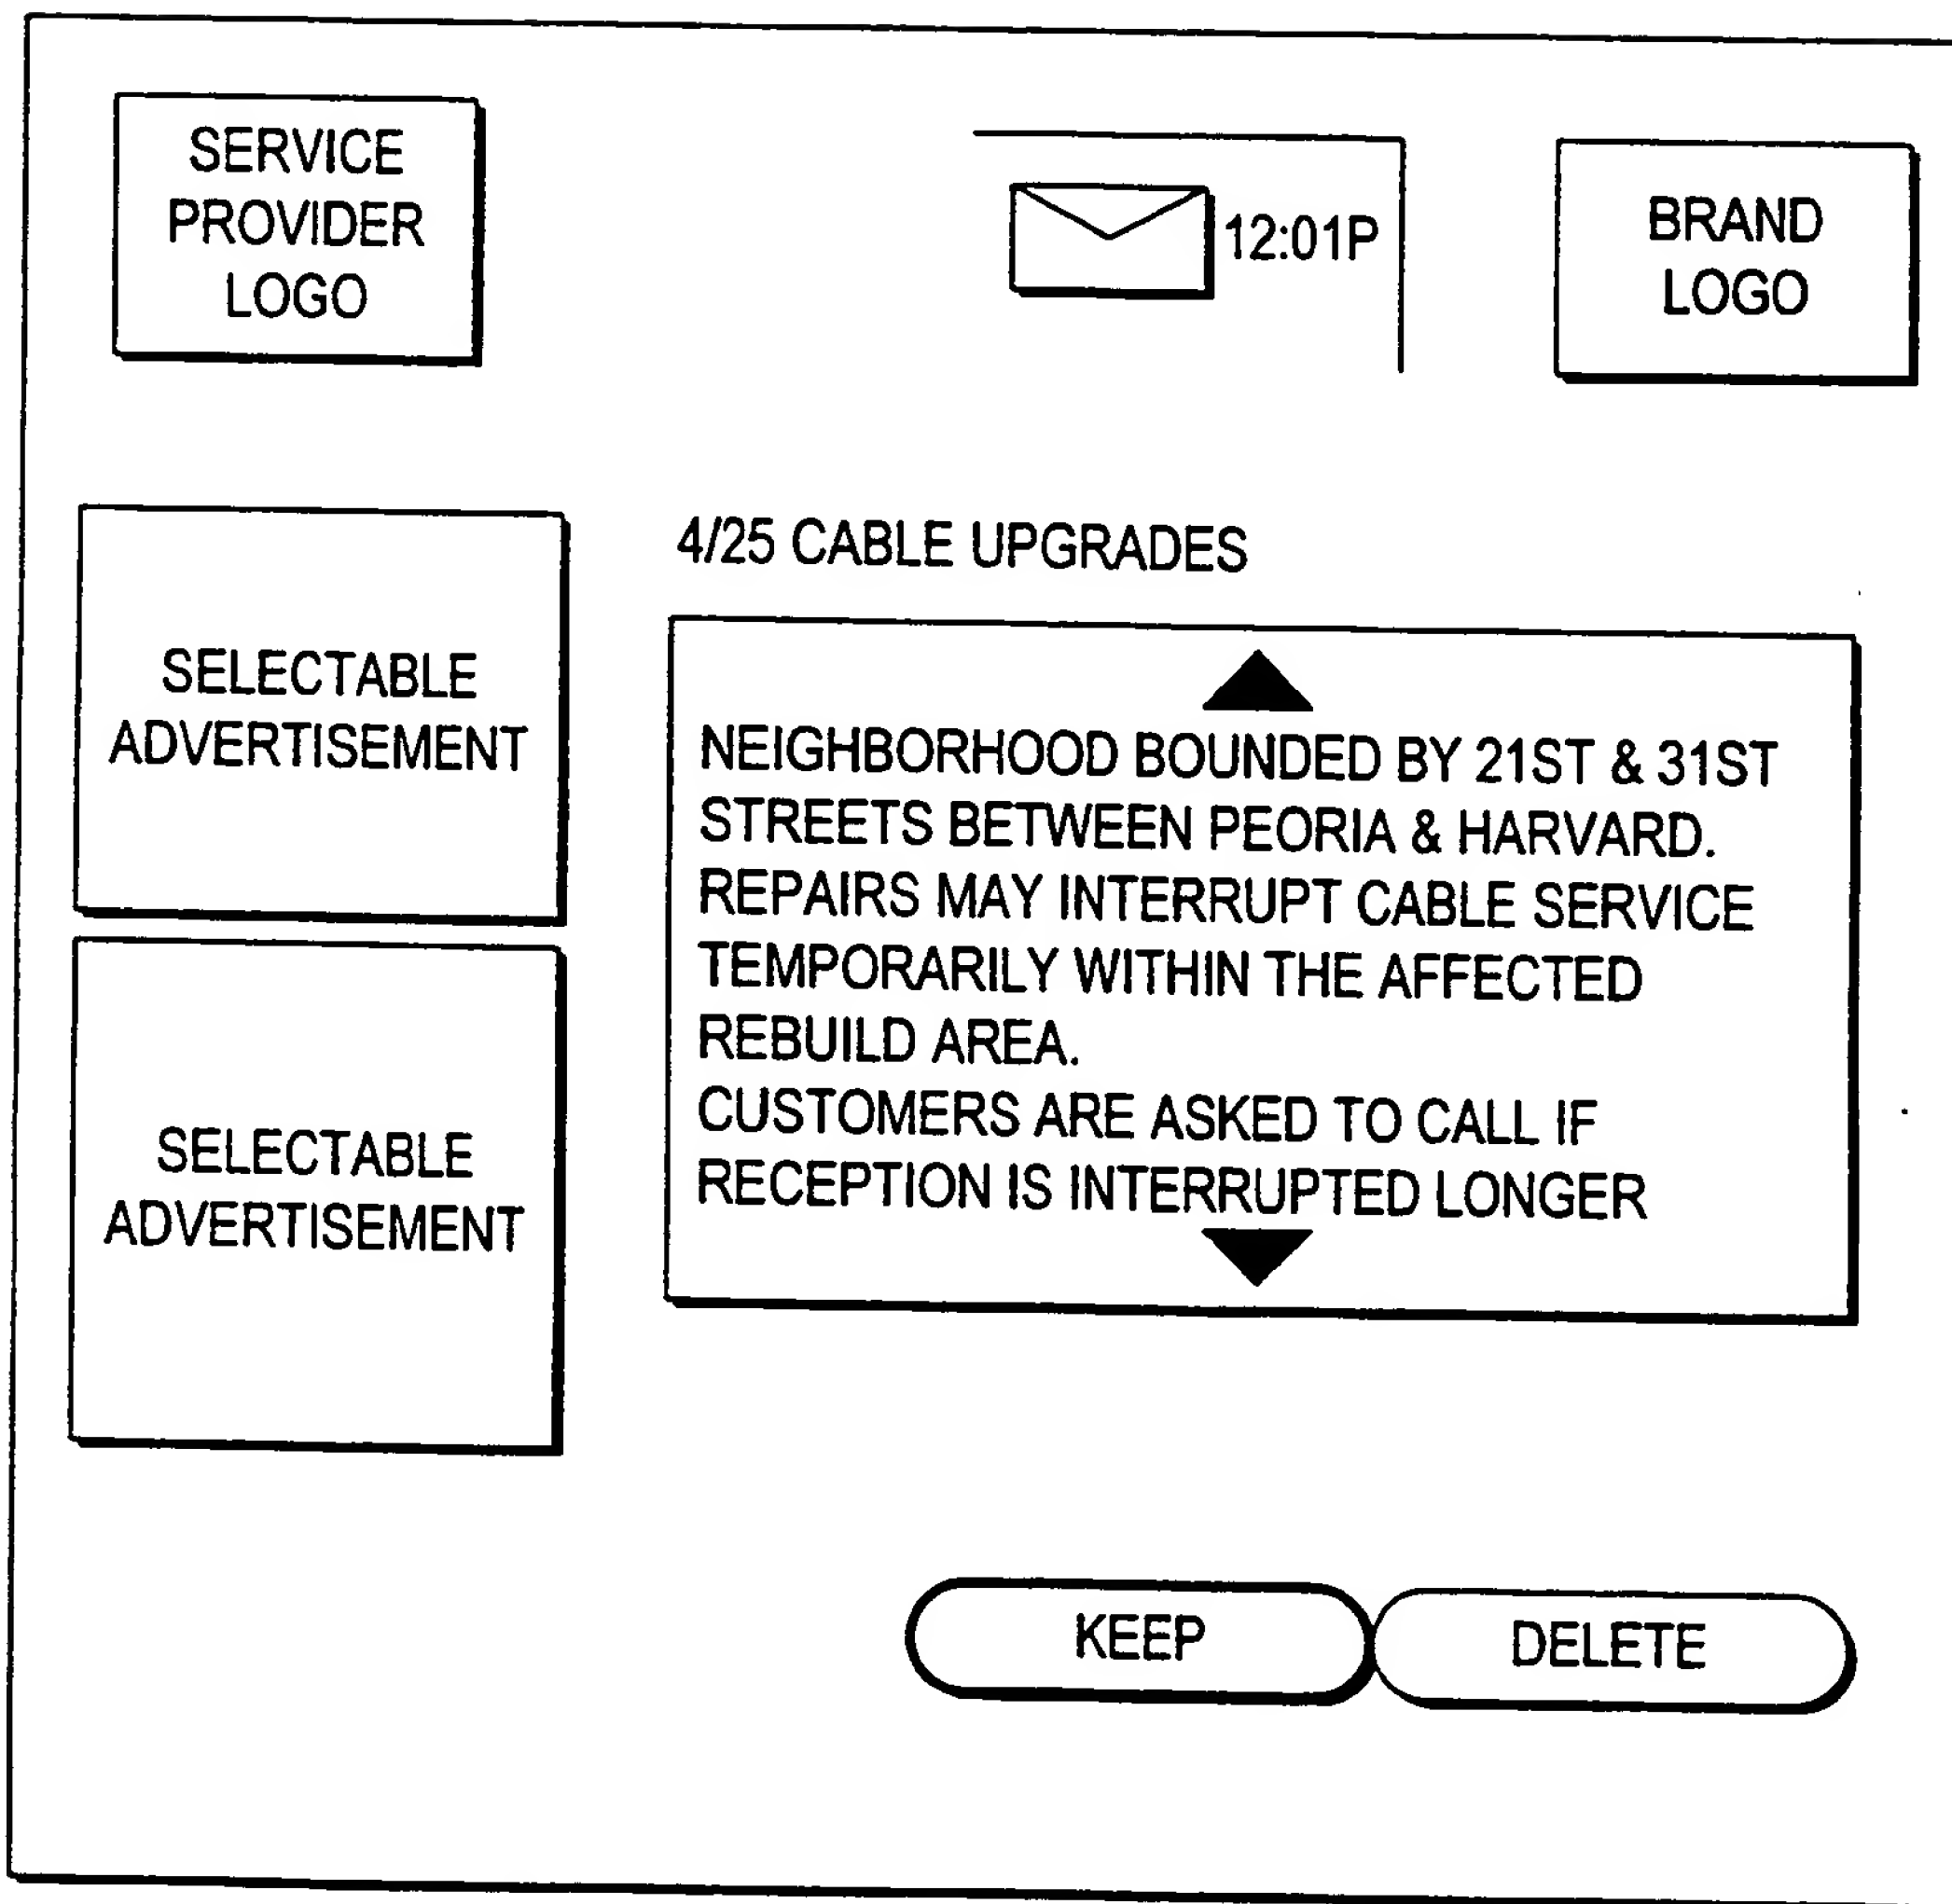 SERVICE
PROVIDER
LOGO
12:01P
BRAND
LOGO
SELECTABLE
ADVERTISEMENT
SELECTABLE
ADVERTISEMENT
4/25 CABLE UPGRADES
NEIGHBORHOOD BOUNDED BY 21ST & 31ST
STREETS BETWEEN PEORIA & HARVARD.
REPAIRS MAY INTERRUPT CABLE SERVICE
TEMPORARILY WITHIN THE AFFECTED
REBUILD AREA.
CUSTOMERS ARE ASKED TO CALL IF
RECEPTION IS INTERRUPTED LONGER
KEEP
DELETE